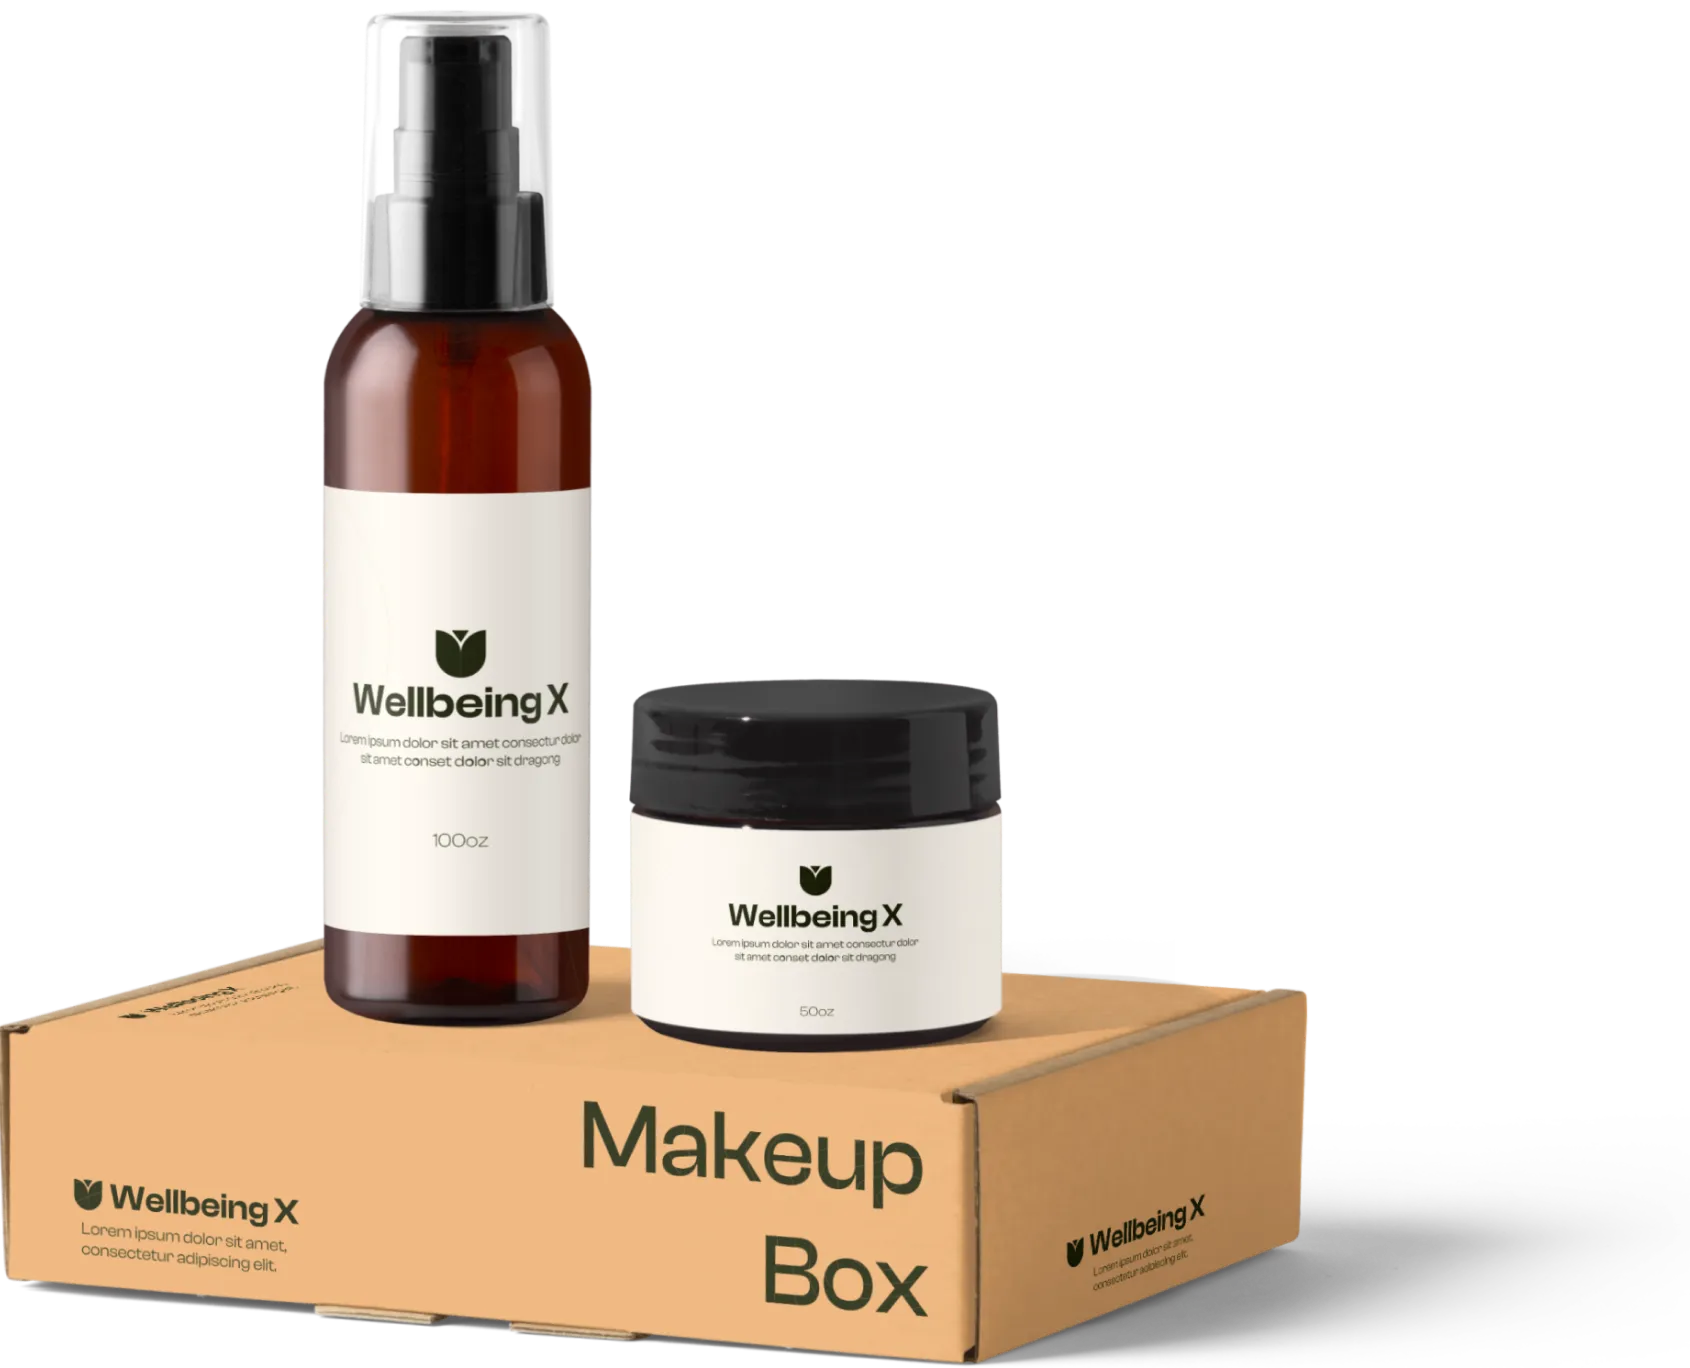 Wellbeing X
Lorem ipsum dolor sit amet consectur dolor
sit amet conset dolor sit dragong
100oz
Wellbeing X
Lorem ipsum dolor sit amet consectur dolor
sit amet conset dolor sit dragong
50oz
Wellbeing X
Makeup
Box
Wellbeing X
Lorem ipsum dolor sit amet,
consectetur adipiscing elit.
Wellbeing X
Lorem ipsum dolor sit amet,
consectetur adipiscing elit.